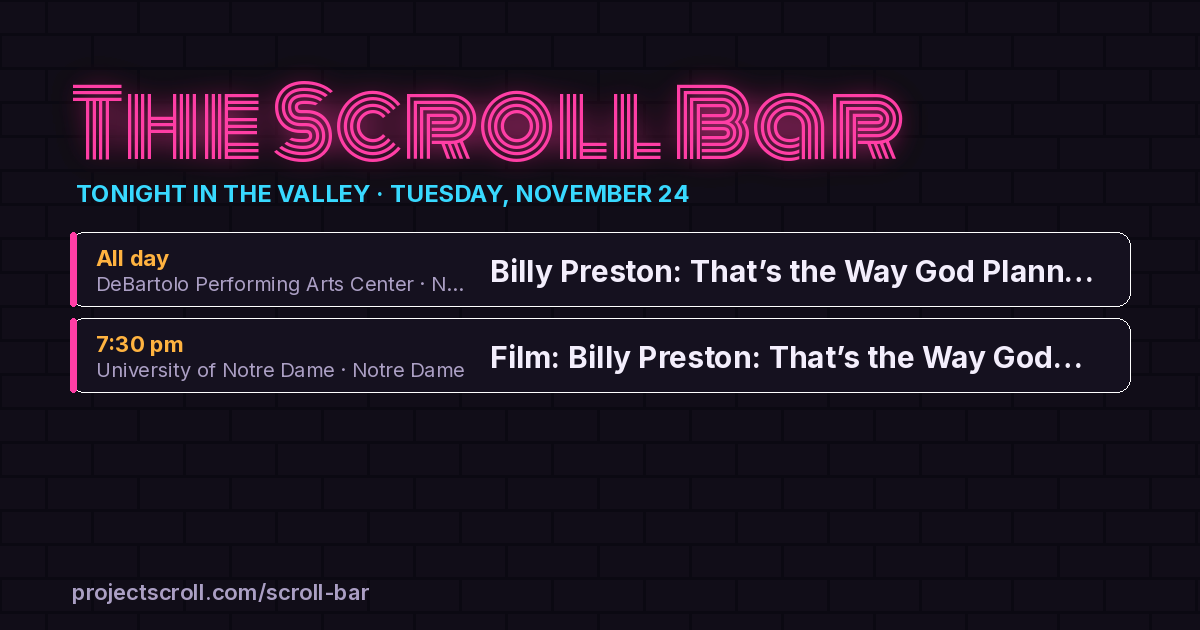 THE SCROLL BAR
TONIGHT IN THE VALLEY · TUESDAY, NOVEMBER 24
All day
DeBartolo Performing Arts Center · N…
Billy Preston: That’s the Way God Plann…
7:30 pm
University of Notre Dame · Notre Dame
Film: Billy Preston: That’s the Way God…
projectscroll.com/scroll-bar